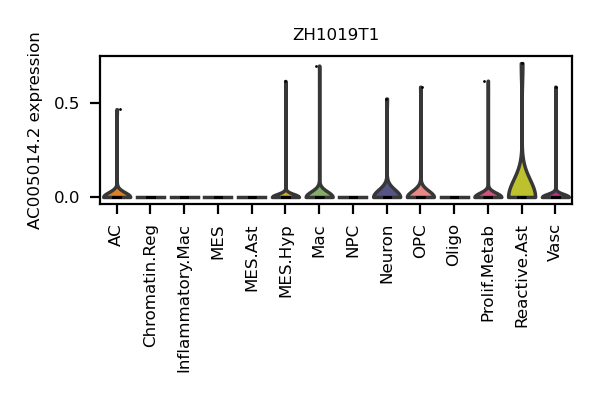 ZH1019T1
AC005014.2 expression
0.5
0.0
AC
Chromatin.Reg
Inflammatory.Mac
MES
MES.Ast
MES.Hyp
Mac
NPC
Neuron
OPC
Oligo
Prolif.Metab
Reactive.Ast
Vasc